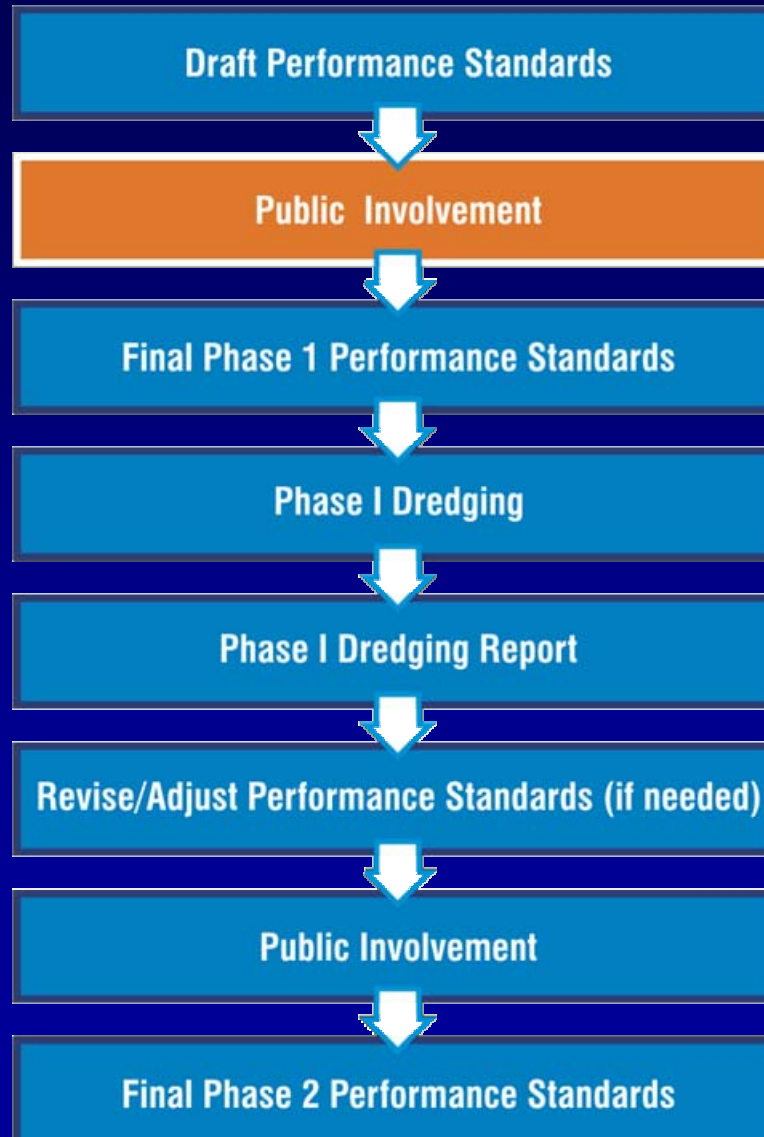 Draft Performance Standards
Public Involvement
Final Phase 1 Performance Standards
Phase I Dredging
Phase I Dredging Report
Revise/Adjust Performance Standards (if needed)
Public Involvement
Final Phase 2 Performance Standards